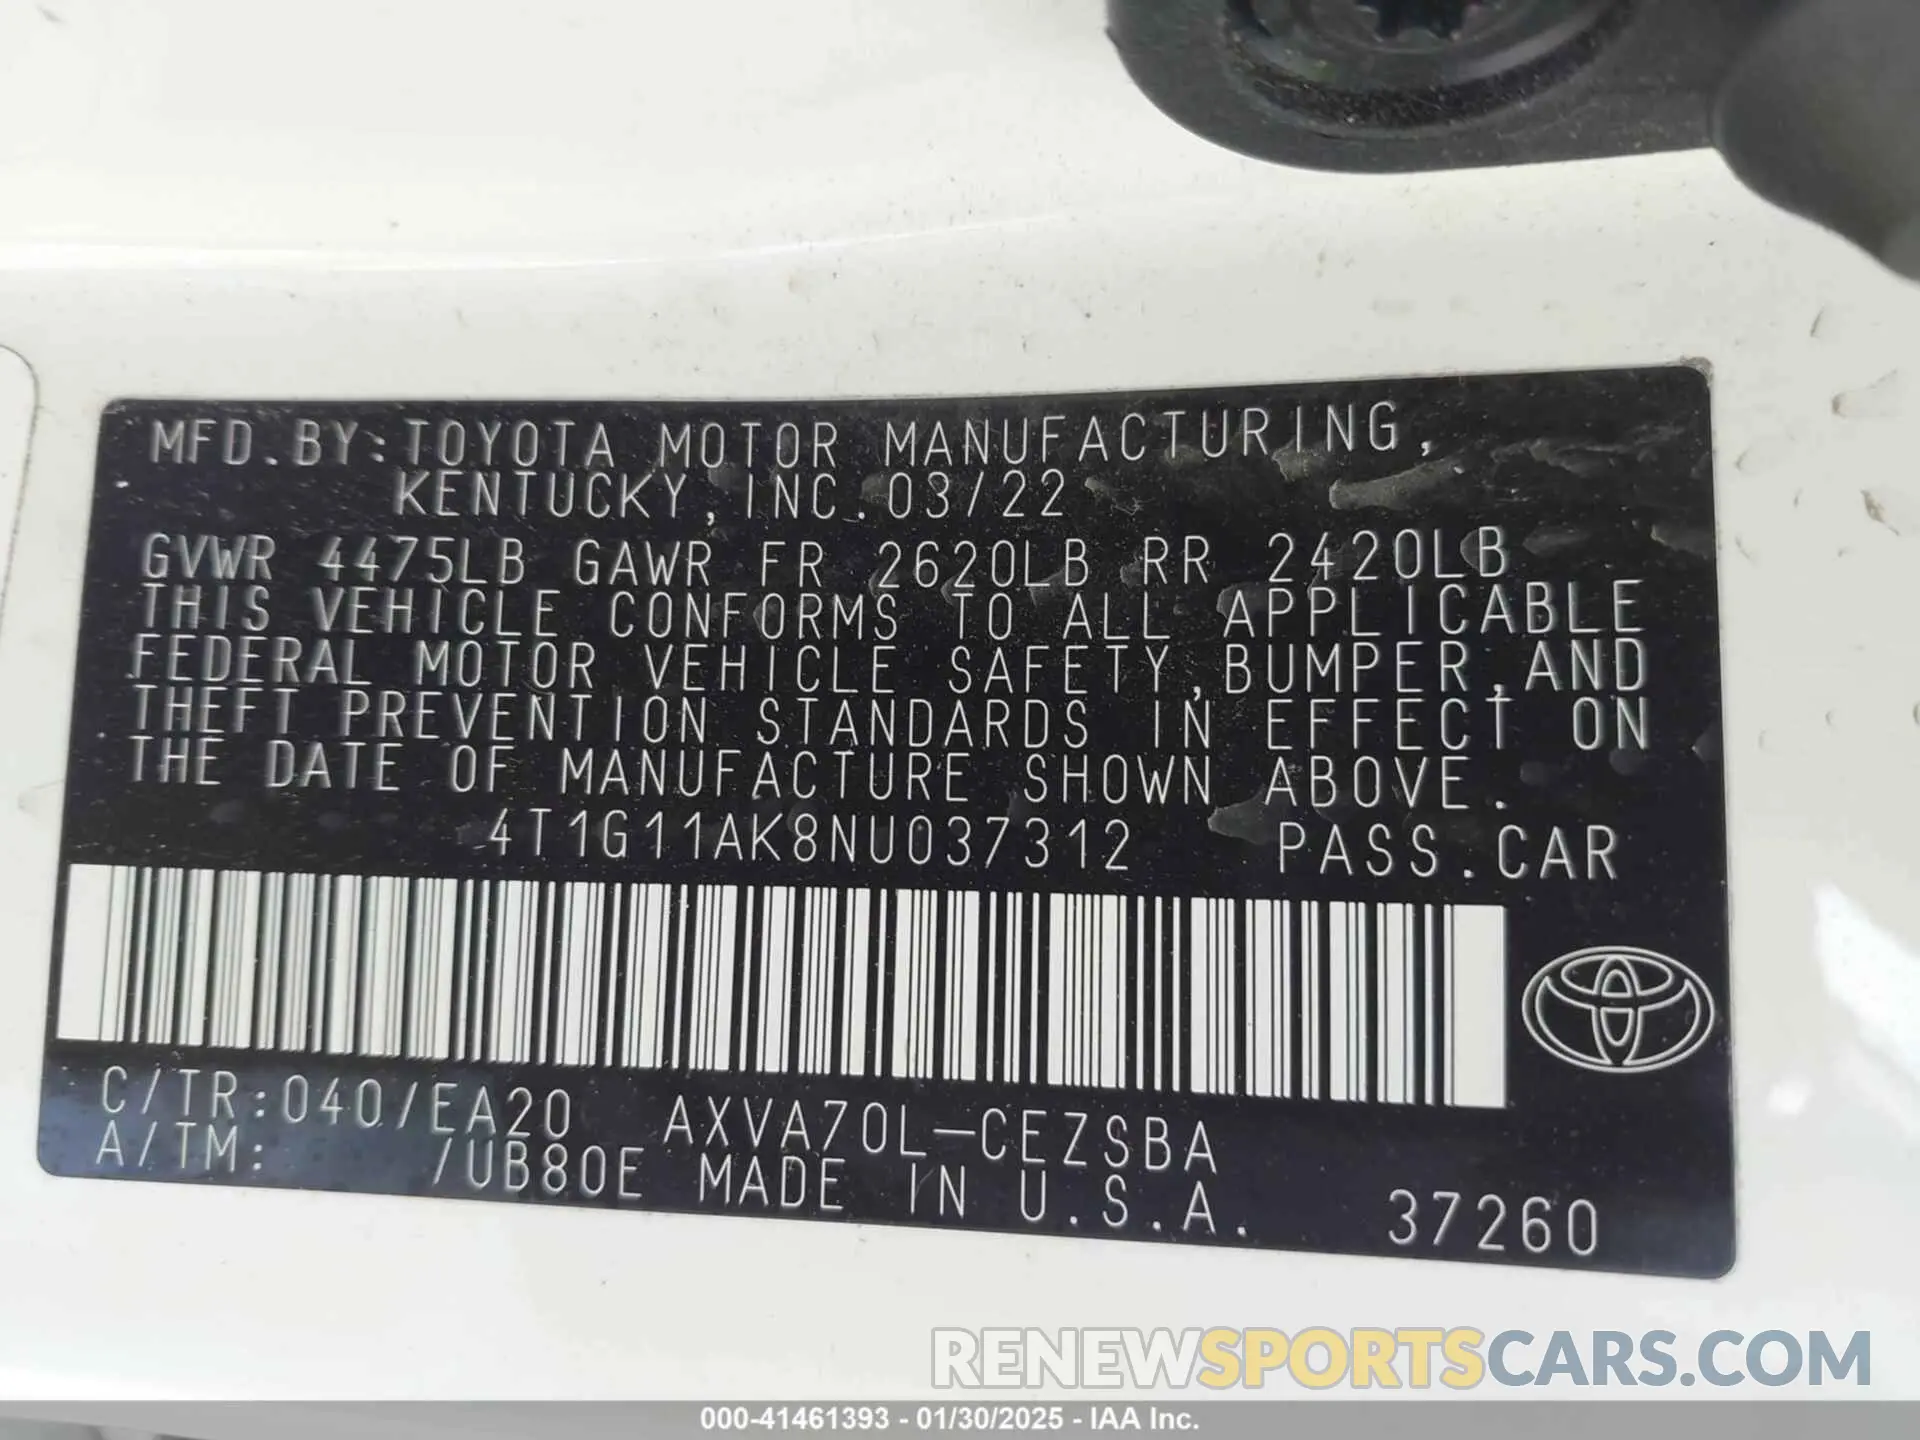 MFD.BY:TOYOTA MOTOR MANUFACTURING,
KENTUCKY,INC.03/22
GVWR 4475LB GAWR FR 2620LB RR 2420LB
THIS VEHICLE CONFORMS TO ALL APPLICABLE
FEDERAL MOTOR VEHICLE SAFETY,BUMPER,AND
THEFT PREVENTION STANDARDS IN EFFECT ON
THE DATE OF MANUFACTURE SHOWN ABOVE.
4T1G11AK8NU037312 PASS.CAR
C/TR:040/EA20 AXVA70L-CEZSBA
A/TM: /UB80E MADE IN U.S.A. 37260
RENEWSPORTSCARS.COM
000-41461393 - 01/30/2025 - IAA Inc.